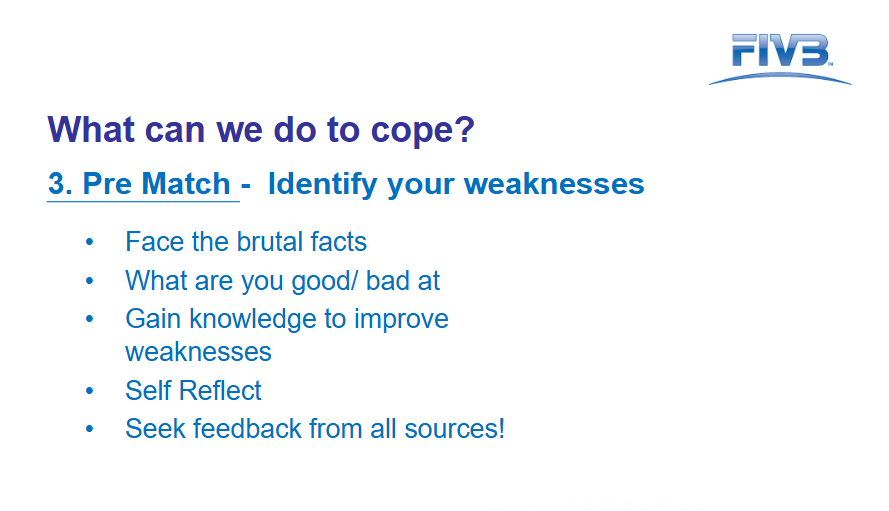 FIVB™
What can we do to cope?
3. Pre Match - Identify your weaknesses
• Face the brutal facts
• What are you good/ bad at
• Gain knowledge to improve
weaknesses
• Self Reflect
• Seek feedback from all sources!